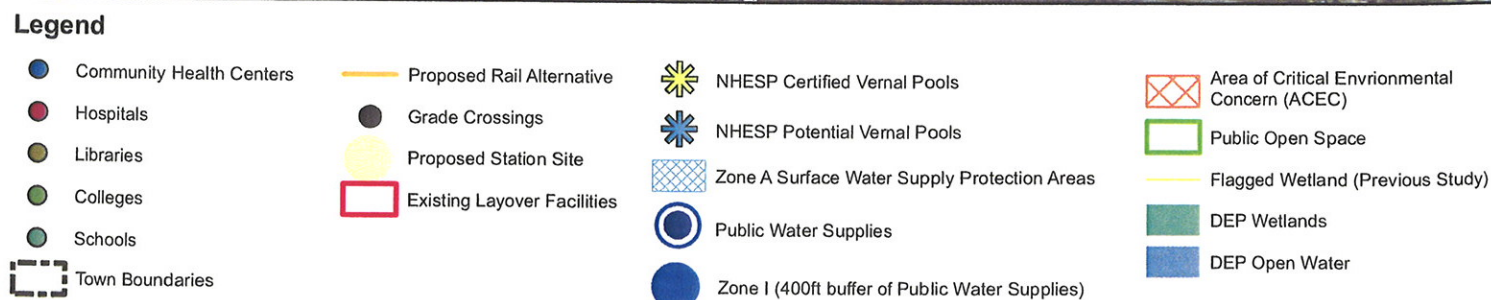 Legend
Community Health Centers
Hospitals
Libraries
Colleges
Schools
Town Boundaries
Proposed Rail Alternative
Grade Crossings
Proposed Station Site
Existing Layover Facilities
NHESP Certified Vernal Pools
NHESP Potential Vernal Pools
Zone A Surface Water Supply Protection Areas
Public Water Supplies
Zone I (400ft buffer of Public Water Supplies)
Area of Critical Envrionmental
Concern (ACEC)
Public Open Space
Flagged Wetland (Previous Study)
DEP Wetlands
DEP Open Water